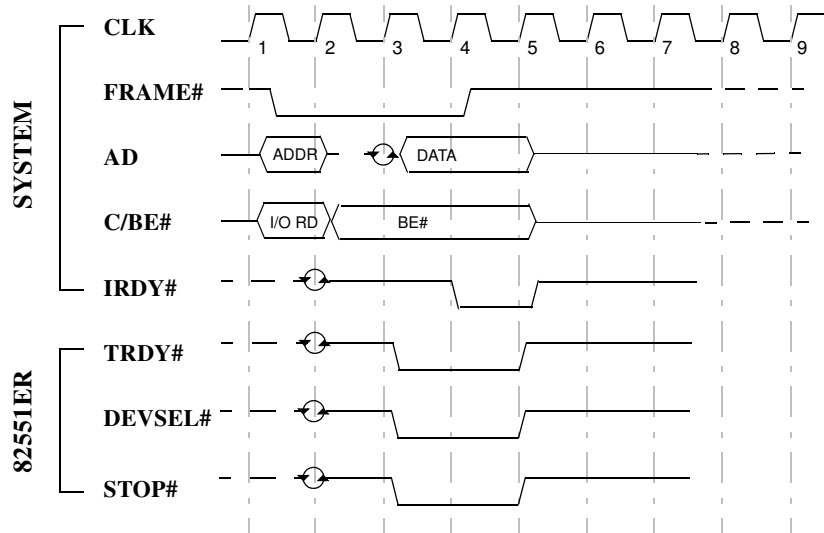 SYSTEM
CLK
1 2 3 4 5 6 7 8 9
FRAME#
AD
ADDR
DATA
C/BE#
I/O RD
BE#
IRDY#
82551ER
TRDY#
DEVSEL#
STOP#